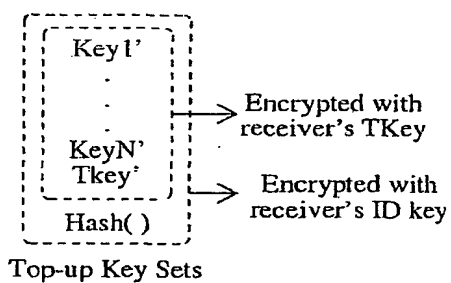 Key1'
.
.
.
KeyN'
Tkey'
Hash( )
Encrypted with
receiver's TKey
Encrypted with
receiver's ID key
Top-up Key Sets